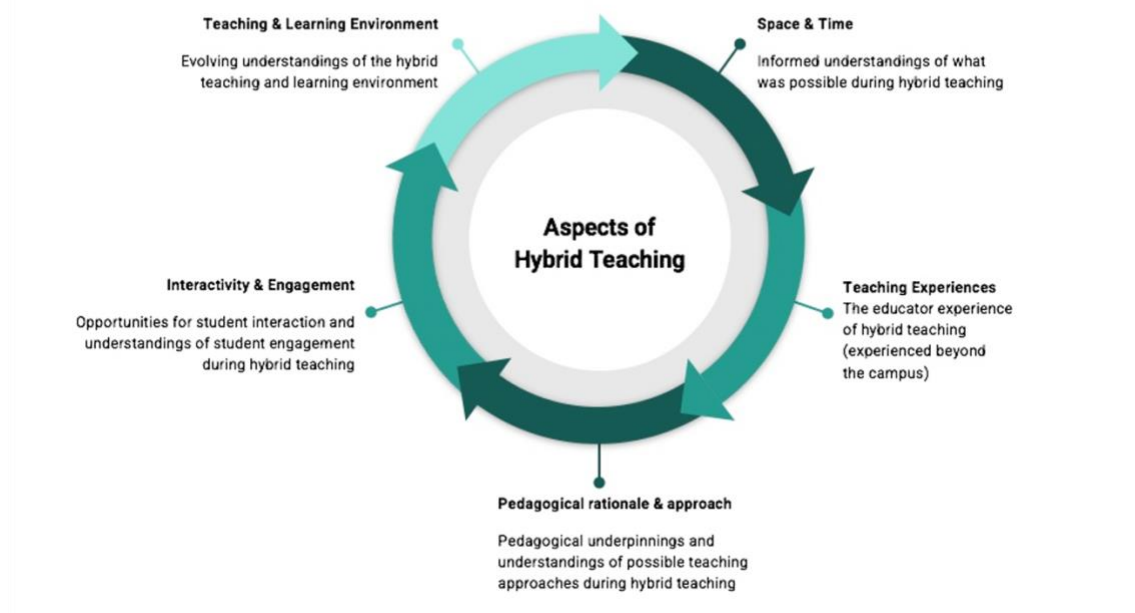 Teaching & Learning Environment
Evolving understandings of the hybrid
teaching and learning environment
Space & Time
Informed understandings of what
was possible during hybrid teaching
Aspects of
Hybrid Teaching
Interactivity & Engagement
Opportunities for student interaction and
understandings of student engagement
during hybrid teaching
Teaching Experiences
The educator experience
of hybrid teaching
(experienced beyond
the campus)
Pedagogical rationale & approach
Pedagogical underpinnings and
understandings of possible teaching
approaches during hybrid teaching